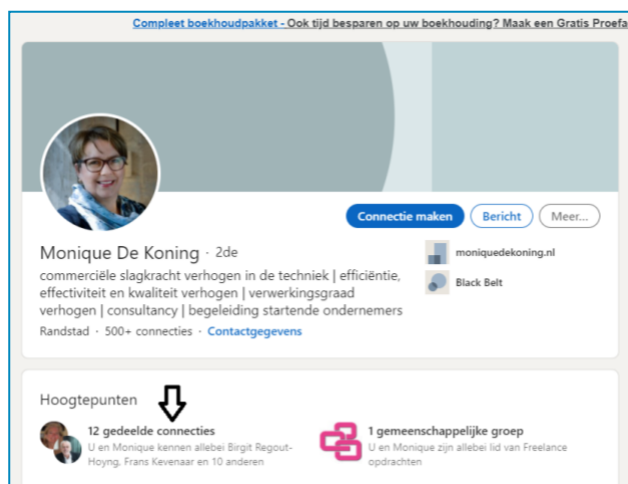 Compleet boekhoudpakket - Ook tijd besparen op uw boekhouding? Maak een Gratis Proefa
Connectie maken
Bericht
Meer...
Monique De Koning · 2de
commerciële slagkracht verhogen in de techniek | efficiëntie,
effectiviteit en kwaliteit verhogen | verwerkingsgraad
verhogen | consultancy | begeleiding startende ondernemers
Randstad · 500+ connecties · Contactgegevens
moniquedekoning.nl
Black Belt
Hoogtepunten
12 gedeelde connecties
U en Monique kennen allebei Birgit Regout-
Hoyng, Frans Kevenaar en 10 anderen
1 gemeenschappelijke groep
U en Monique zijn allebei lid van Freelance
opdrachten